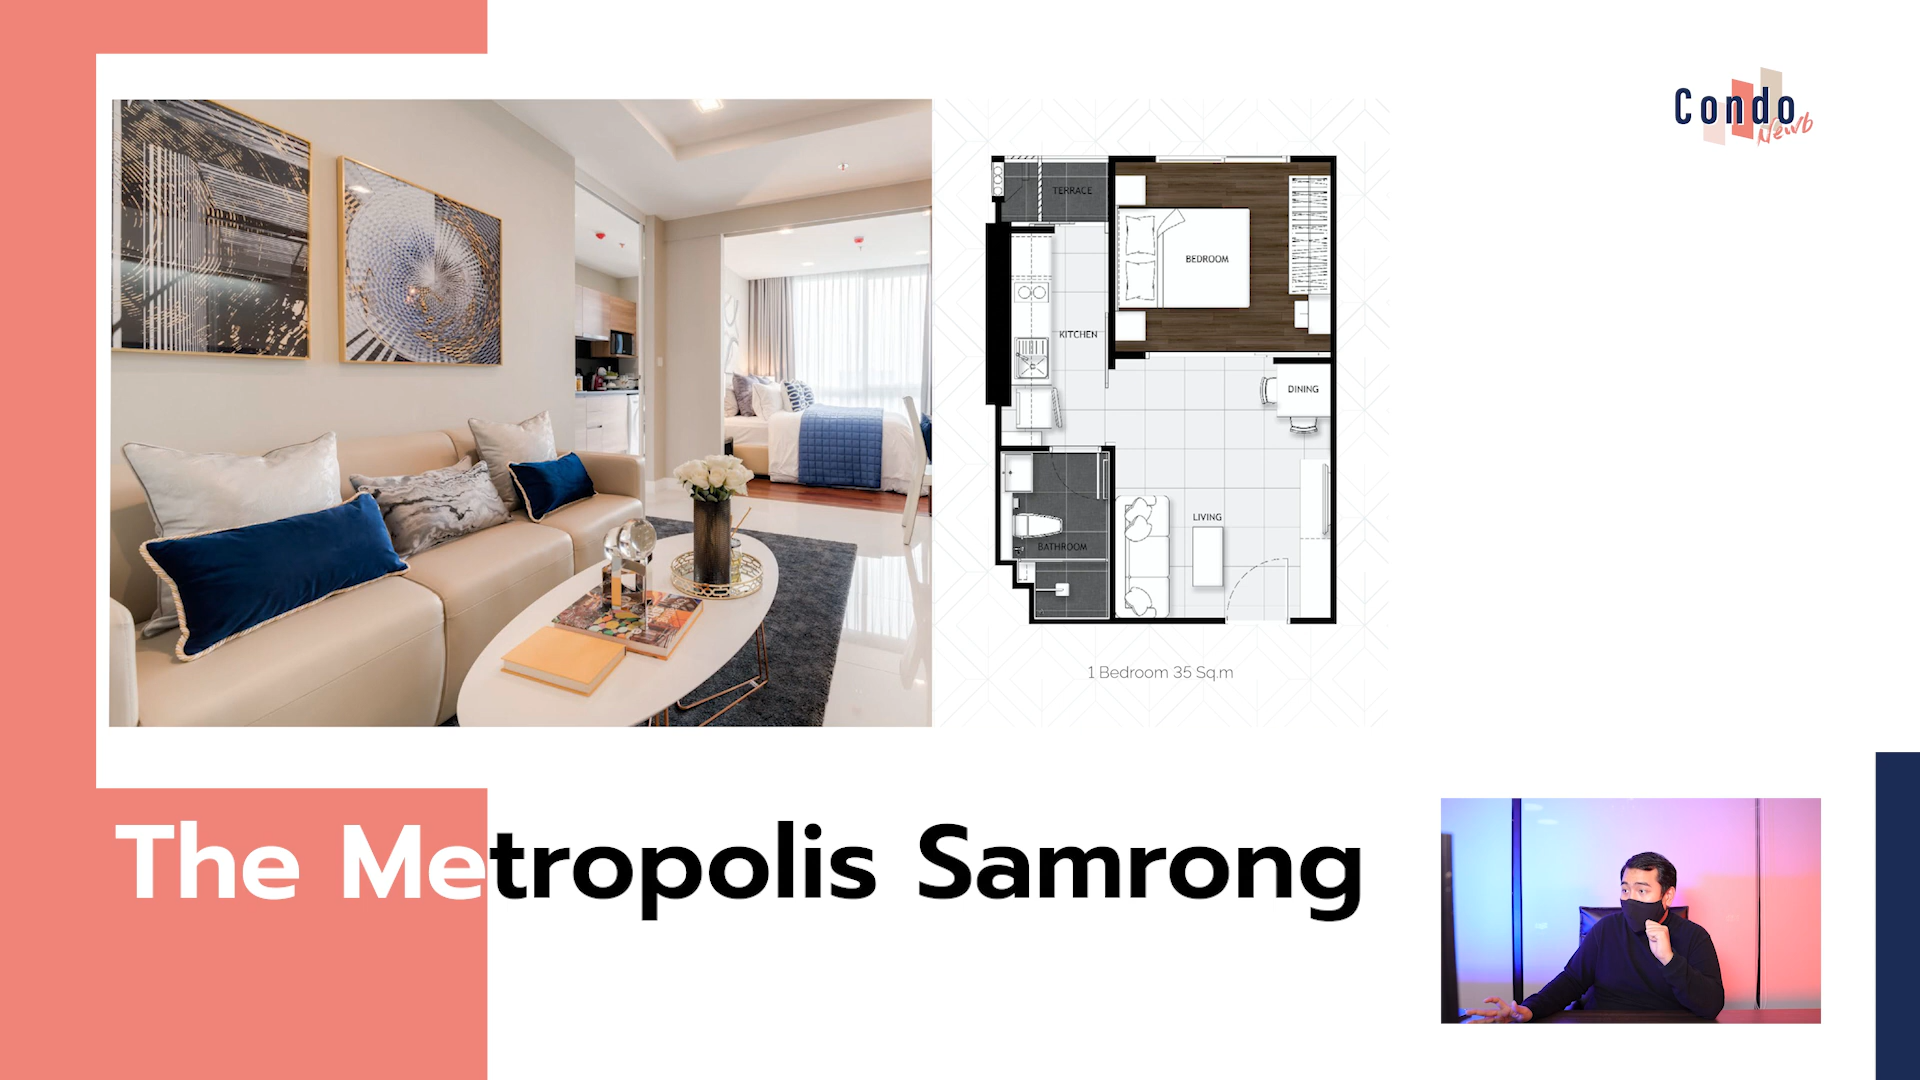 Condo
Newb
TERRACE
BEDROOM
KITCHEN
DINING
LIVING
BATHROOM
1 Bedroom 35 Sq.m
The Metropolis Samrong